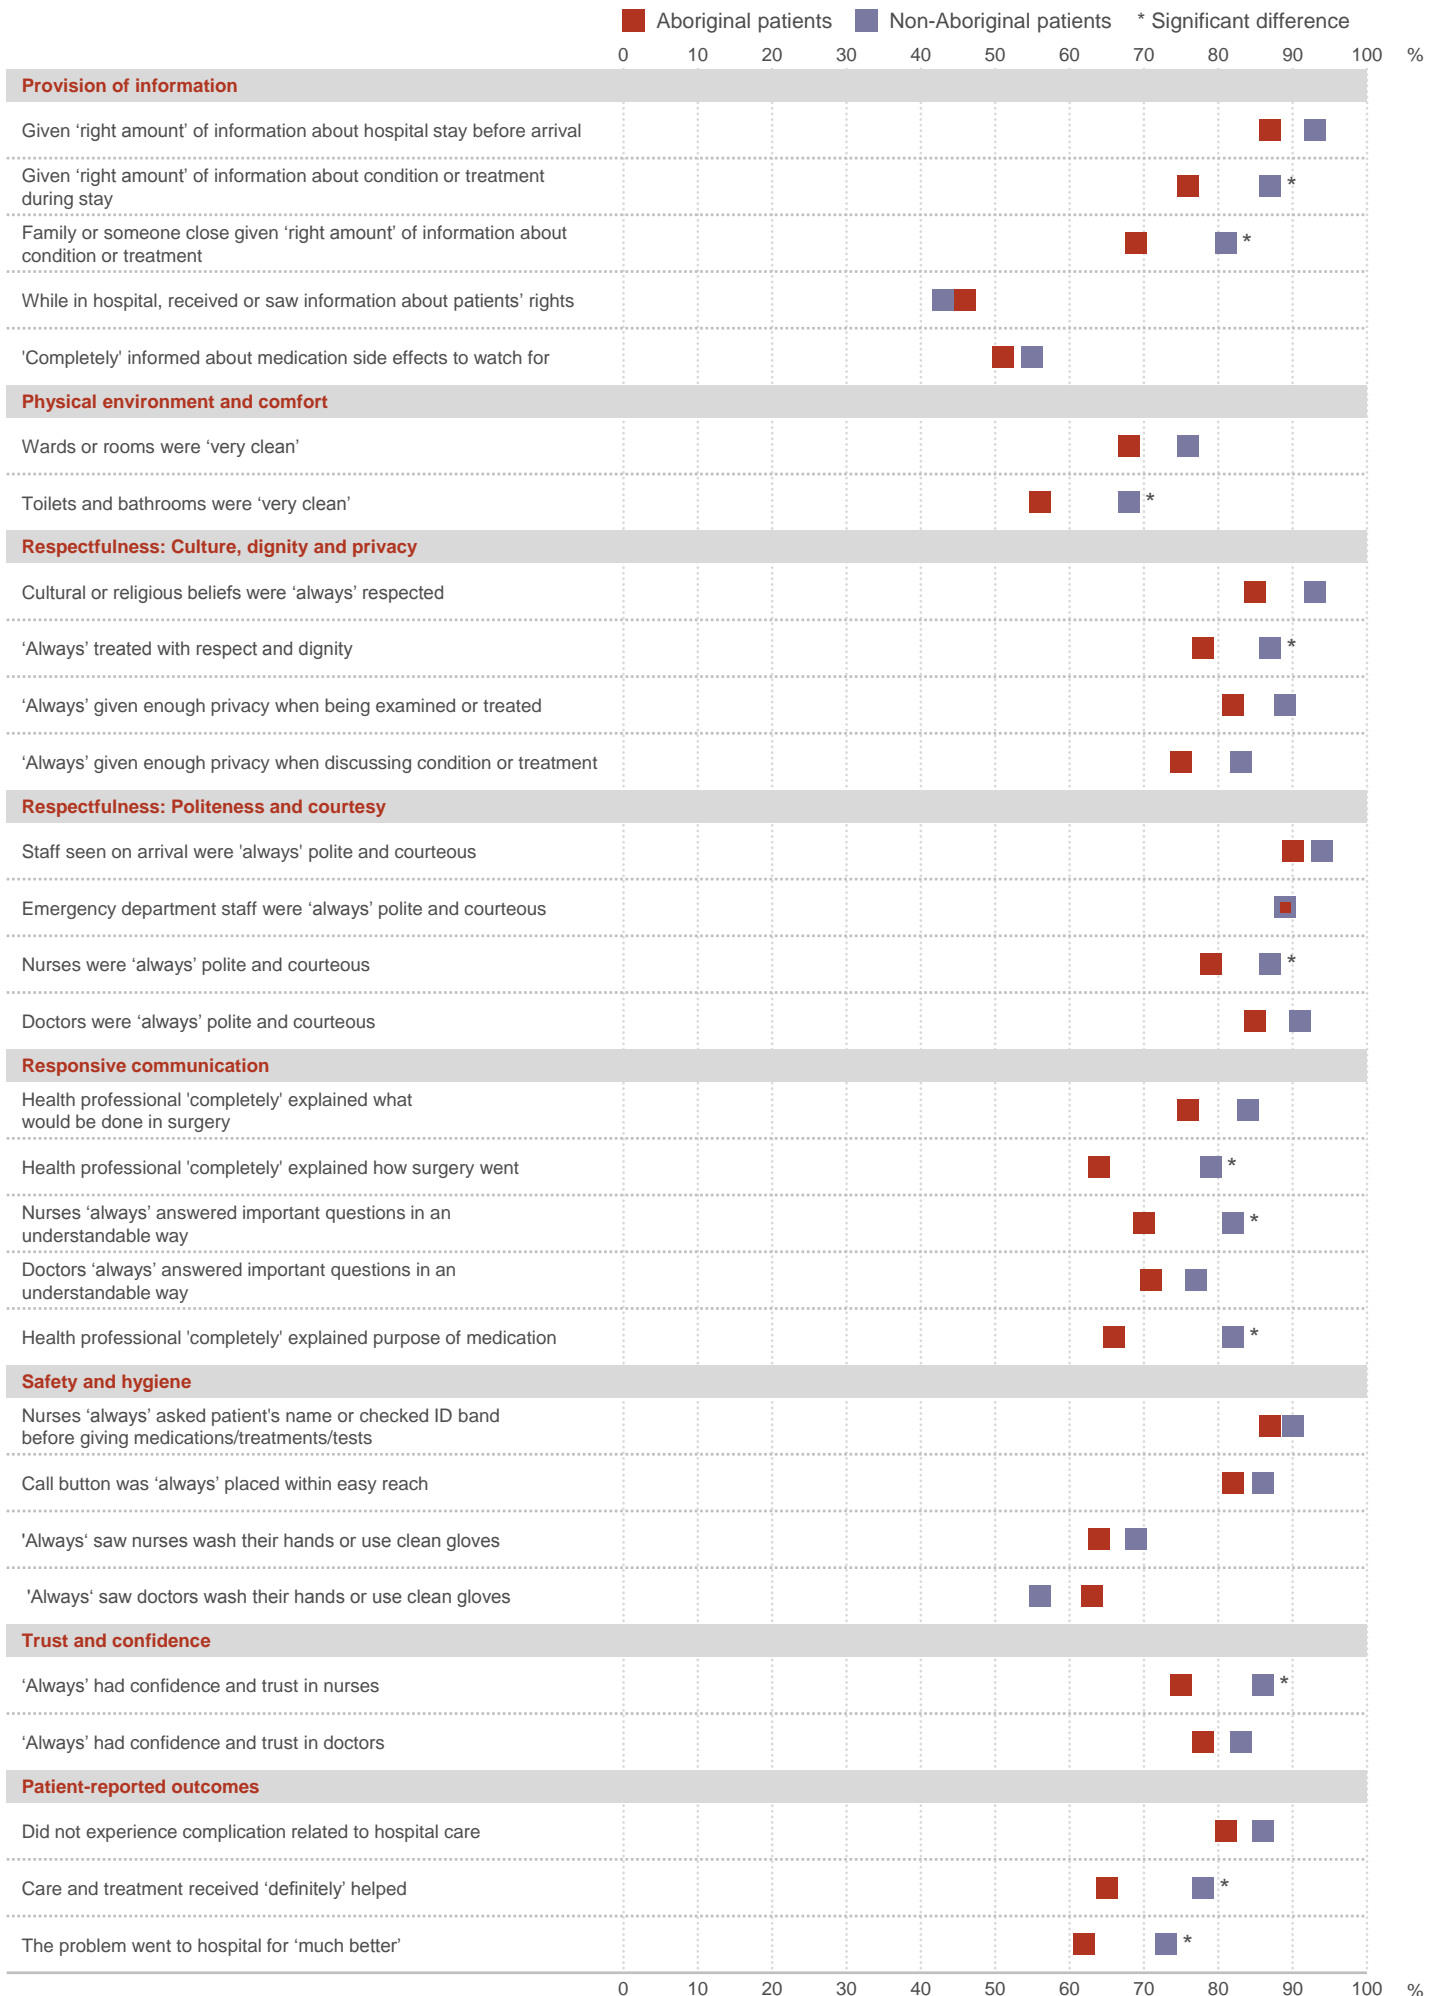 Aboriginal patients Non-Aboriginal patients * Significant difference
0 10 20 30 40 50 60 70 80 90 100 %
Provision of information
Given ‘right amount’ of information about hospital stay before arrival
Given ‘right amount’ of information about condition or treatment
during stay
*
Family or someone close given ‘right amount’ of information about
condition or treatment
*
While in hospital, received or saw information about patients’ rights
'Completely' informed about medication side effects to watch for
Physical environment and comfort
Wards or rooms were ‘very clean’
Toilets and bathrooms were ‘very clean’ *
Respectfulness: Culture, dignity and privacy
Cultural or religious beliefs were ‘always’ respected
‘Always’ treated with respect and dignity *
‘Always’ given enough privacy when being examined or treated
‘Always’ given enough privacy when discussing condition or treatment
Respectfulness: Politeness and courtesy
Staff seen on arrival were 'always' polite and courteous
Emergency department staff were ‘always’ polite and courteous
Nurses were ‘always’ polite and courteous *
Doctors were ‘always’ polite and courteous
Responsive communication
Health professional 'completely' explained what
would be done in surgery
Health professional 'completely' explained how surgery went *
Nurses ‘always’ answered important questions in an
understandable way
*
Doctors ‘always’ answered important questions in an
understandable way
Health professional 'completely' explained purpose of medication *
Safety and hygiene
Nurses ‘always’ asked patient's name or checked ID band
before giving medications/treatments/tests
Call button was ‘always’ placed within easy reach
'Always‘ saw nurses wash their hands or use clean gloves
'Always‘ saw doctors wash their hands or use clean gloves
Trust and confidence
‘Always’ had confidence and trust in nurses *
‘Always’ had confidence and trust in doctors
Patient-reported outcomes
Did not experience complication related to hospital care
Care and treatment received ‘definitely’ helped *
The problem went to hospital for ‘much better’ *
0 10 20 30 40 50 60 70 80 90 100 %